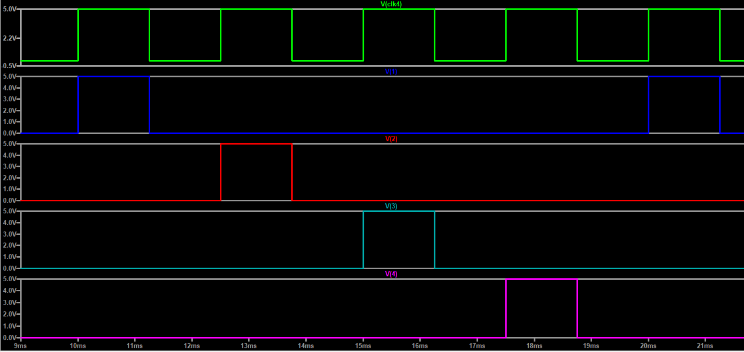 V(clk4)
5.0V
2.2V
-0.5V
V(1)
5.0V
4.0V
3.0V
2.0V
1.0V
0.0V
V(2)
5.0V
4.0V
3.0V
2.0V
1.0V
0.0V
V(3)
5.0V
4.0V
3.0V
2.0V
1.0V
0.0V
V(4)
5.0V
4.0V
3.0V
2.0V
1.0V
0.0V
9ms 10ms 11ms 12ms 13ms 14ms 15ms 16ms 17ms 18ms 19ms 20ms 21ms